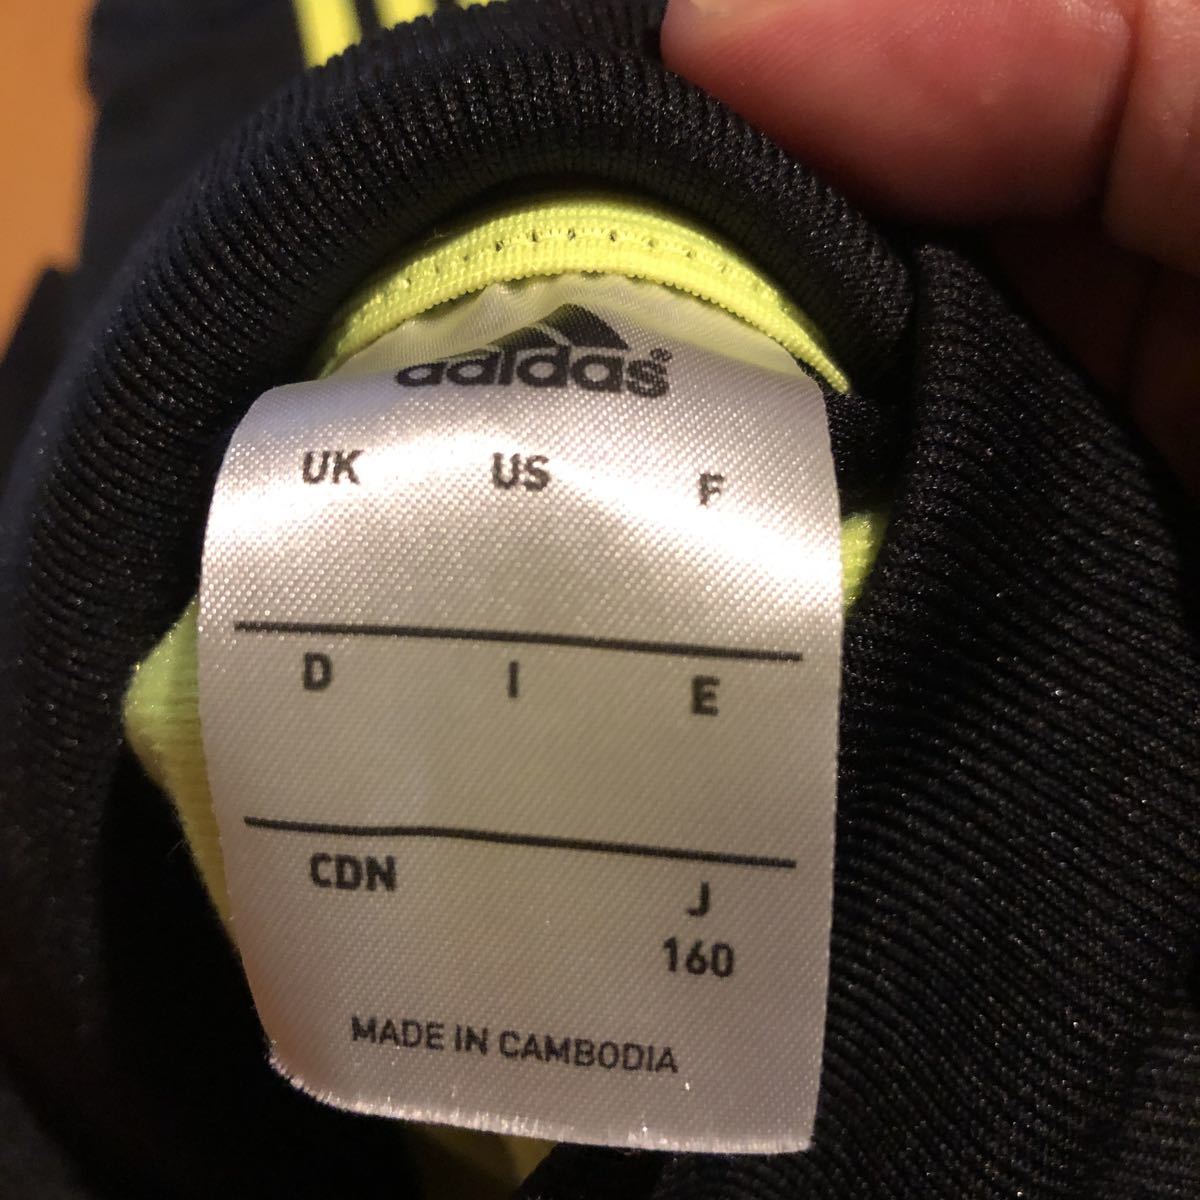 adidas®
UK US F
D I E
CDN J
160
MADE IN CAMBODIA